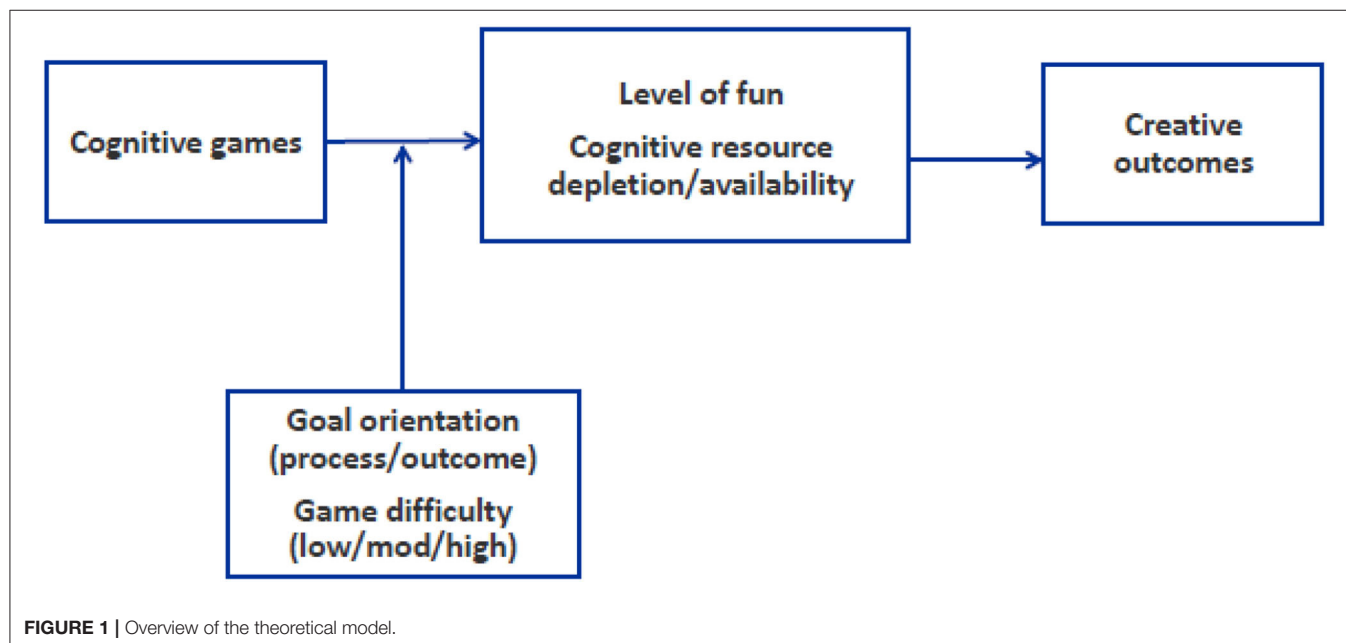 Cognitive games
Level of fun
Cognitive resource
depletion/availability
Creative
outcomes
Goal orientation
(process/outcome)
Game difficulty
(low/mod/high)
FIGURE 1 | Overview of the theoretical model.